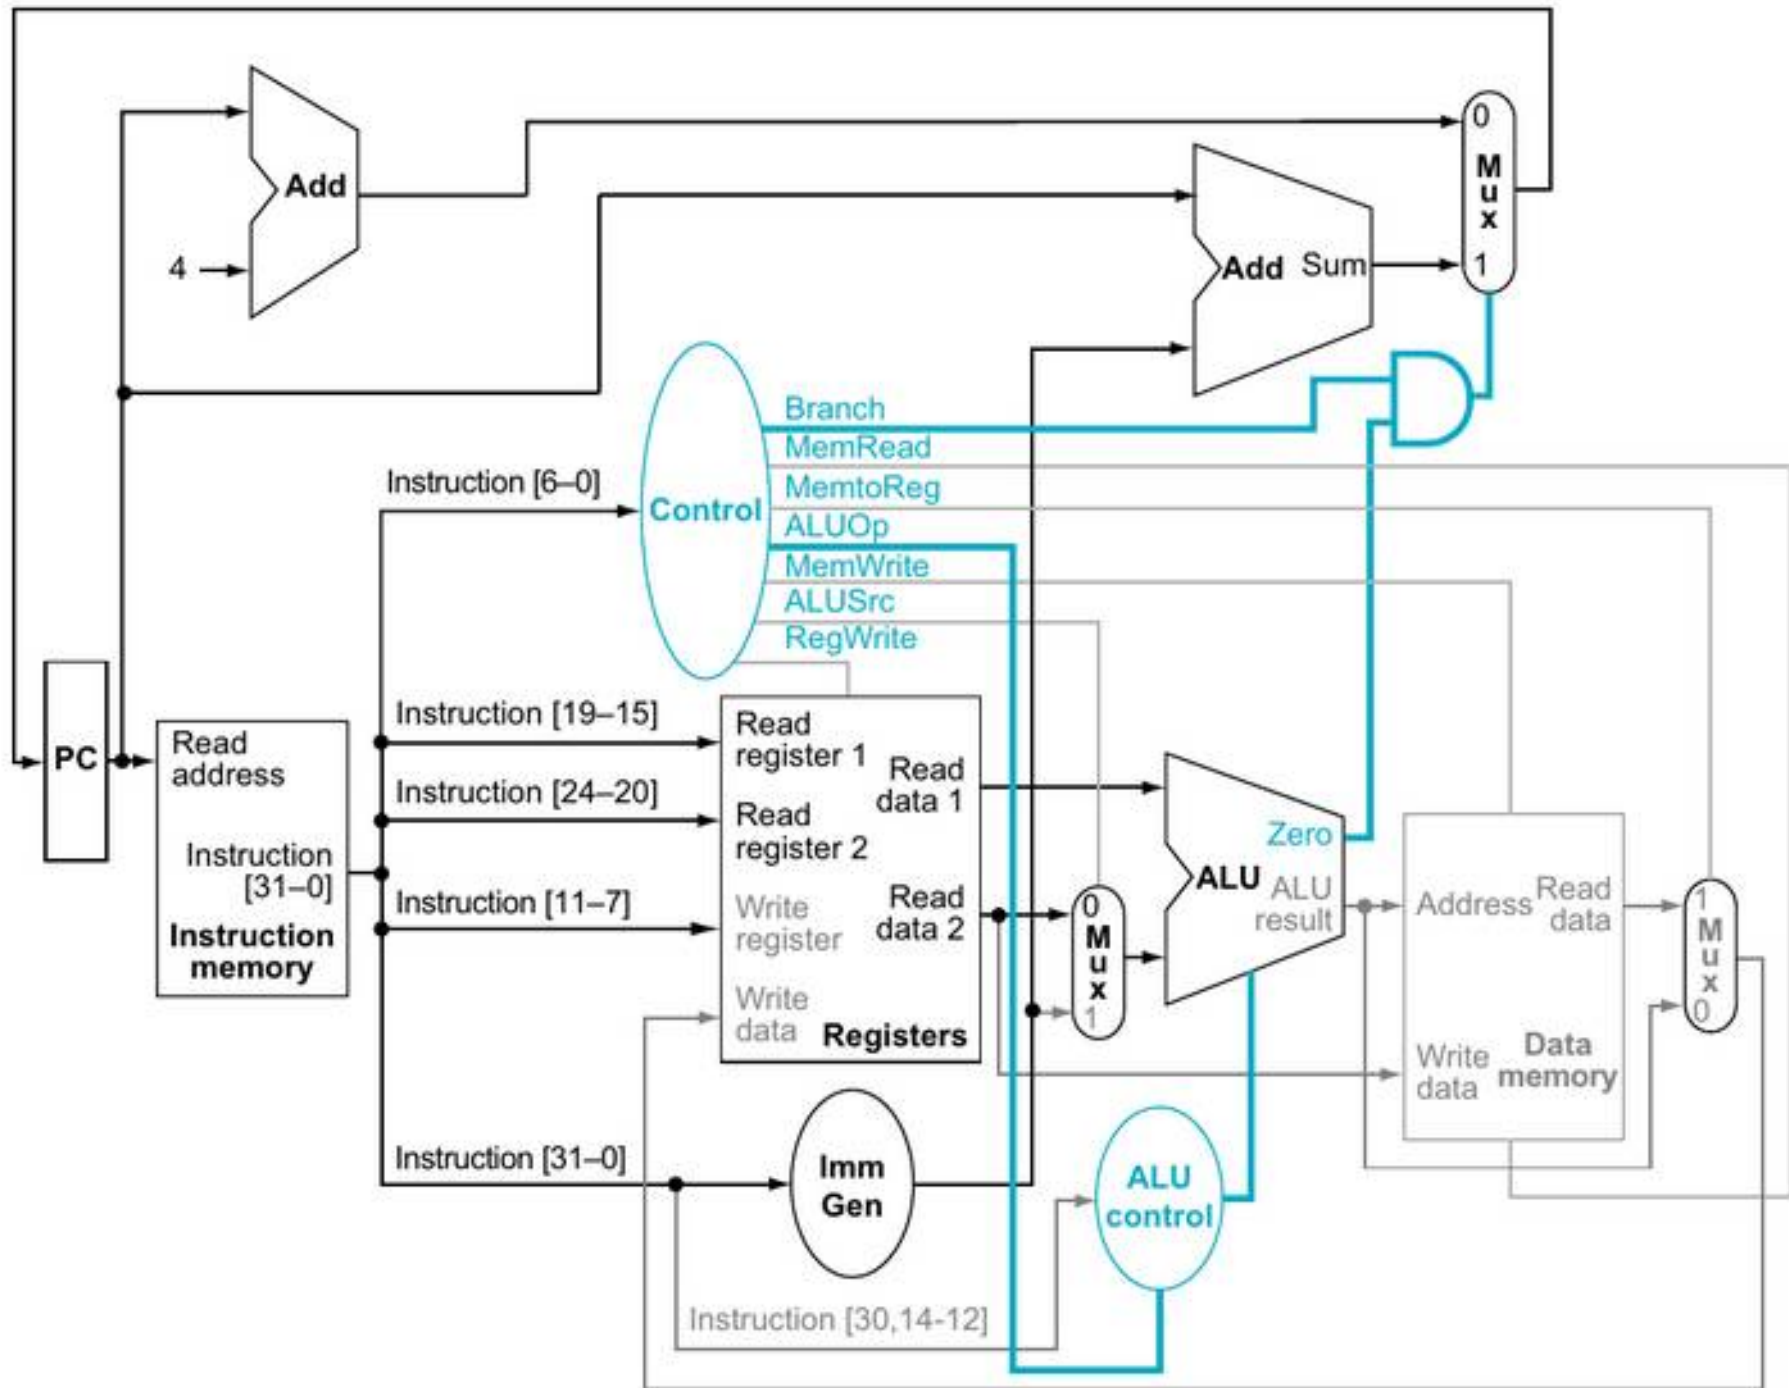 0
M
u
x
1
Add
4
Add Sum
Branch
MemRead
MemtoReg
ALUOp
MemWrite
ALUSrc
RegWrite
Instruction [6–0]
Control
PC
Read
address
Instruction
[31–0]
Instruction
memory
Instruction [19–15]
Instruction [24–20]
Instruction [11–7]
Instruction [31–0]
Instruction [30,14-12]
Read
register 1
Read
register 2
Write
register
Write
data
Read
data 1
Read
data 2
Registers
Imm
Gen
0
M
u
x
1
ALU
Zero
ALU
result
ALU
control
Address
Read
data
Write
data
Data
memory
1
M
u
x
0